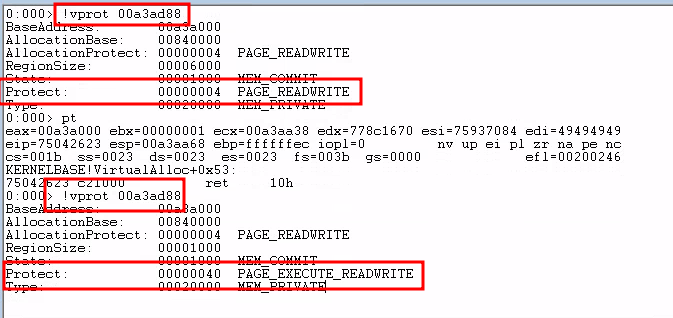 0:000> !vprot 00a3ad88
BaseAddress: 00a3a000
AllocationBase: 00840000
AllocationProtect: 00000004 PAGE_READWRITE
RegionSize: 00006000
State: 00001000 MEM_COMMIT
Protect: 00000004 PAGE_READWRITE
Type: 00020000 MEM_PRIVATE
0:000> pt
eax=00a3a000 ebx=00000001 ecx=00a3aa38 edx=778c1670 esi=75937084 edi=49494949
eip=75042623 esp=00a3aa68 ebp=ffffffec iopl=0 nv up ei pl zr na pe nc
cs=001b ss=0023 ds=0023 es=0023 fs=003b gs=0000 efl=00200246
KERNELBASE!VirtualAlloc+0x53:
75042623 c21000 ret 10h
0:000> !vprot 00a3ad88
BaseAddress: 00a3a000
AllocationBase: 00840000
AllocationProtect: 00000004 PAGE_READWRITE
RegionSize: 00001000
State: 00001000 MEM_COMMIT
Protect: 00000040 PAGE_EXECUTE_READWRITE
Type: 00020000 MEM_PRIVATE